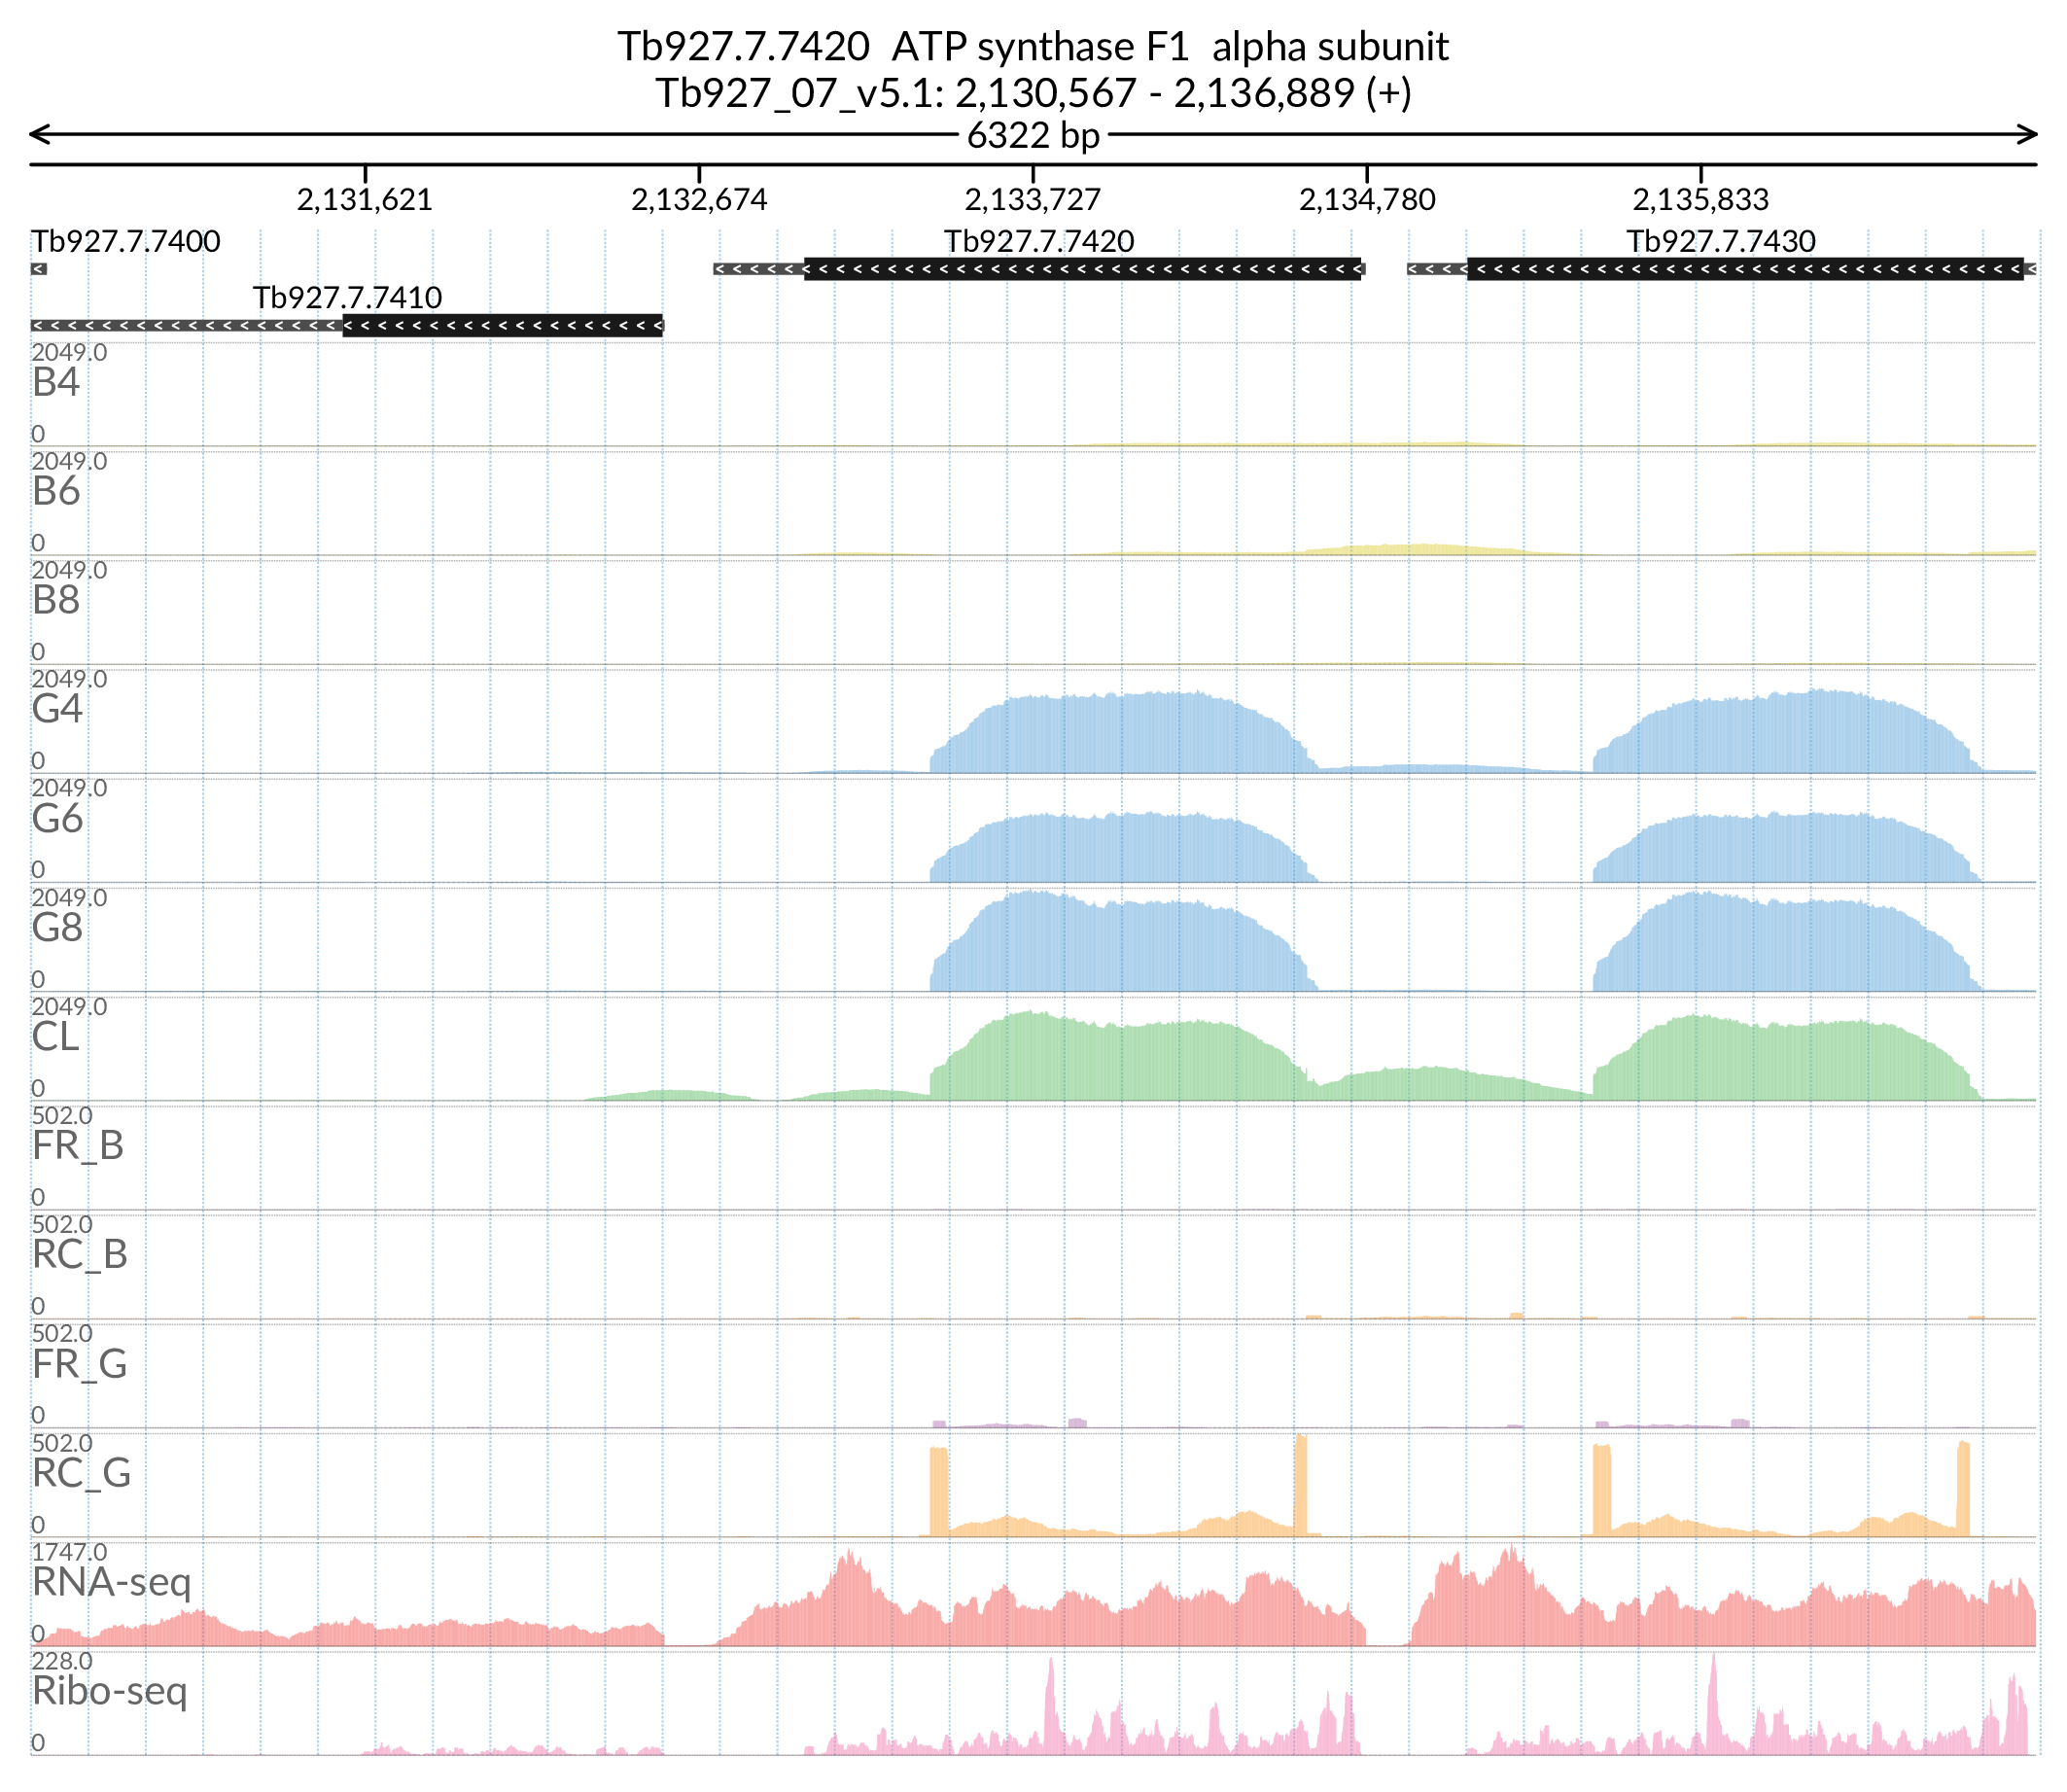 Tb927.7.7420  ATP synthase F1  alpha subunit
Tb927_07_v5.1: 2,130,567 - 2,136,889 (+)
6322 bp
2,131,621 2,132,674 2,133,727 2,134,780 2,135,833
Tb927.7.7400 Tb927.7.7420 Tb927.7.7430
Tb927.7.7410
2049.0
B4
0
2049.0
B6
0
2049.0
B8
0
2049.0
G4
0
2049.0
G6
0
2049.0
G8
0
2049.0
CL
0
502.0
FR_B
0
502.0
RC_B
0
502.0
FR_G
0
502.0
RC_G
0
1747.0
RNA-seq
0
228.0
Ribo-seq
0